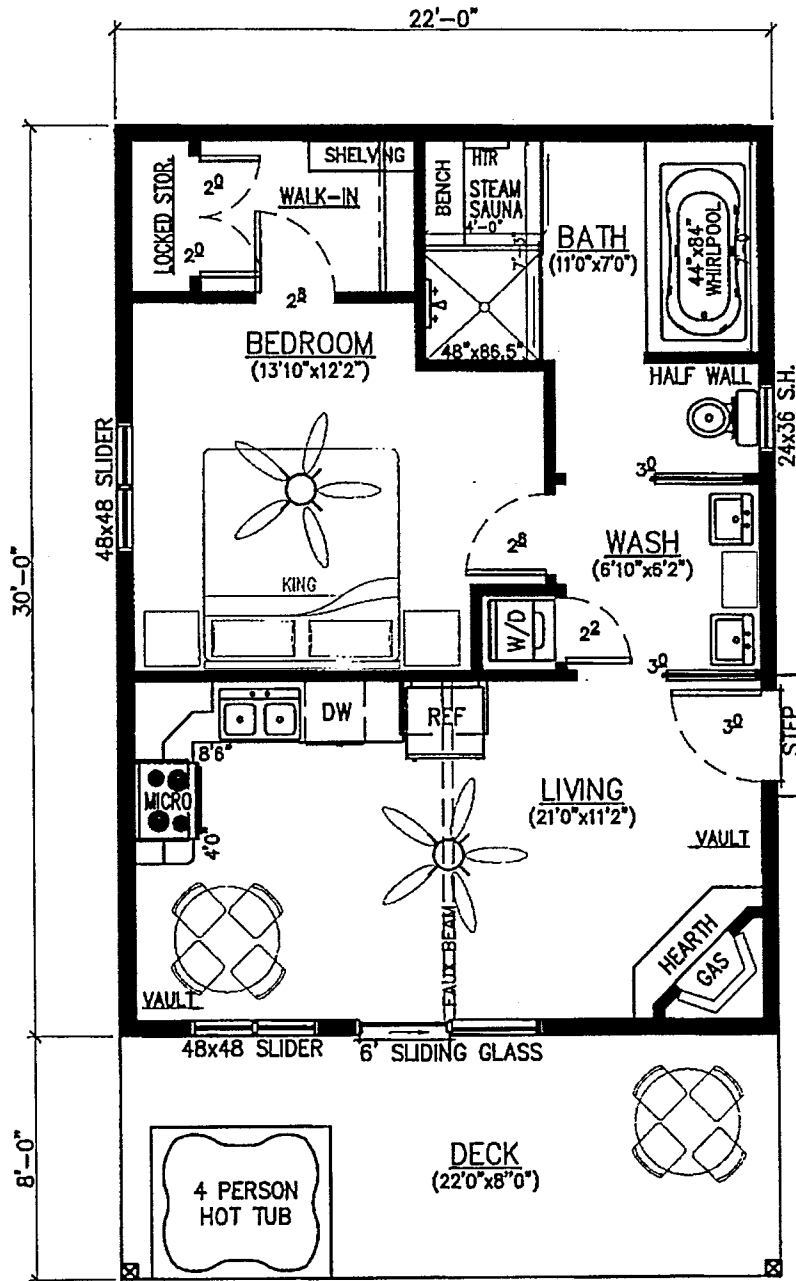 22'-0"
SHELVING
HTR
LOCKED STOR.
2⁰
WALK-IN
BENCH
STEAM
SAUNA
4'-0"
7'-3"
BATH
(11'0"x7'0")
44"x84"
WHIRLPOOL
2⁰
2⁸
BEDROOM
(13'10"x12'2")
48"x86.5"
HALF WALL
24x36 S.H.
48x48 SLIDER
3⁰
30'-0"
2⁸
WASH
(6'10"x6'2")
KING
W/D
2²
3⁰
DW
REF
3⁰
STEP
8'6"
MICRO
4'0"
LIVING
(21'0"x11'2")
VAULT
FAUX BEAM
HEARTH
GAS
VAULT
48x48 SLIDER
6' SLIDING GLASS
8'-0"
DECK
(22'0"x8"0")
4 PERSON
HOT TUB